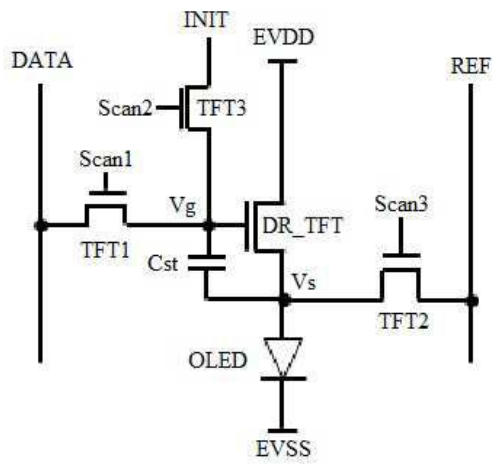 INIT
EVDD
DATA
REF
Scan2
TFT3
Scan1
Vg
Scan3
DR_TFT
TFT1
Cst
Vs
TFT2
OLED
EVSS